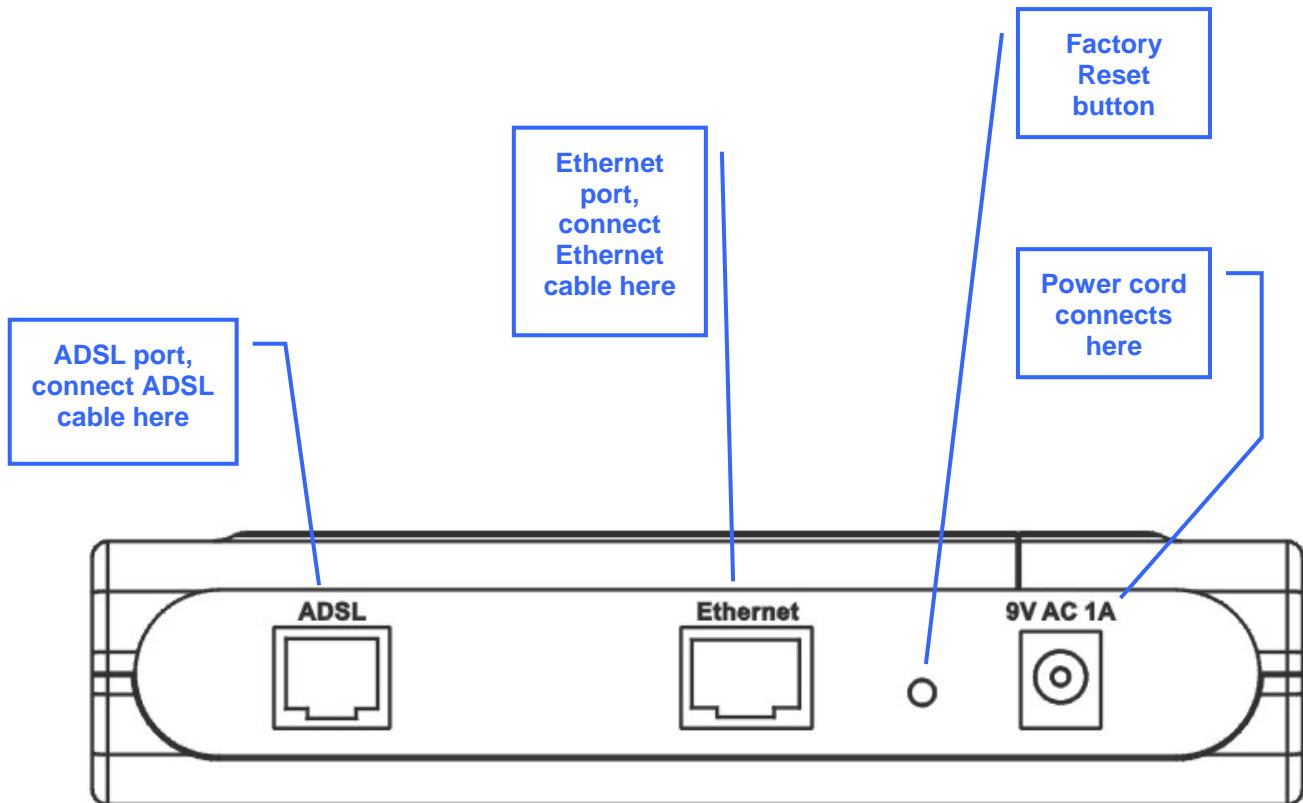 Factory
Reset
button
Ethernet
port,
connect
Ethernet
cable here
Power cord
connects
here
ADSL port,
connect ADSL
cable here
ADSL
Ethernet
9V AC 1A